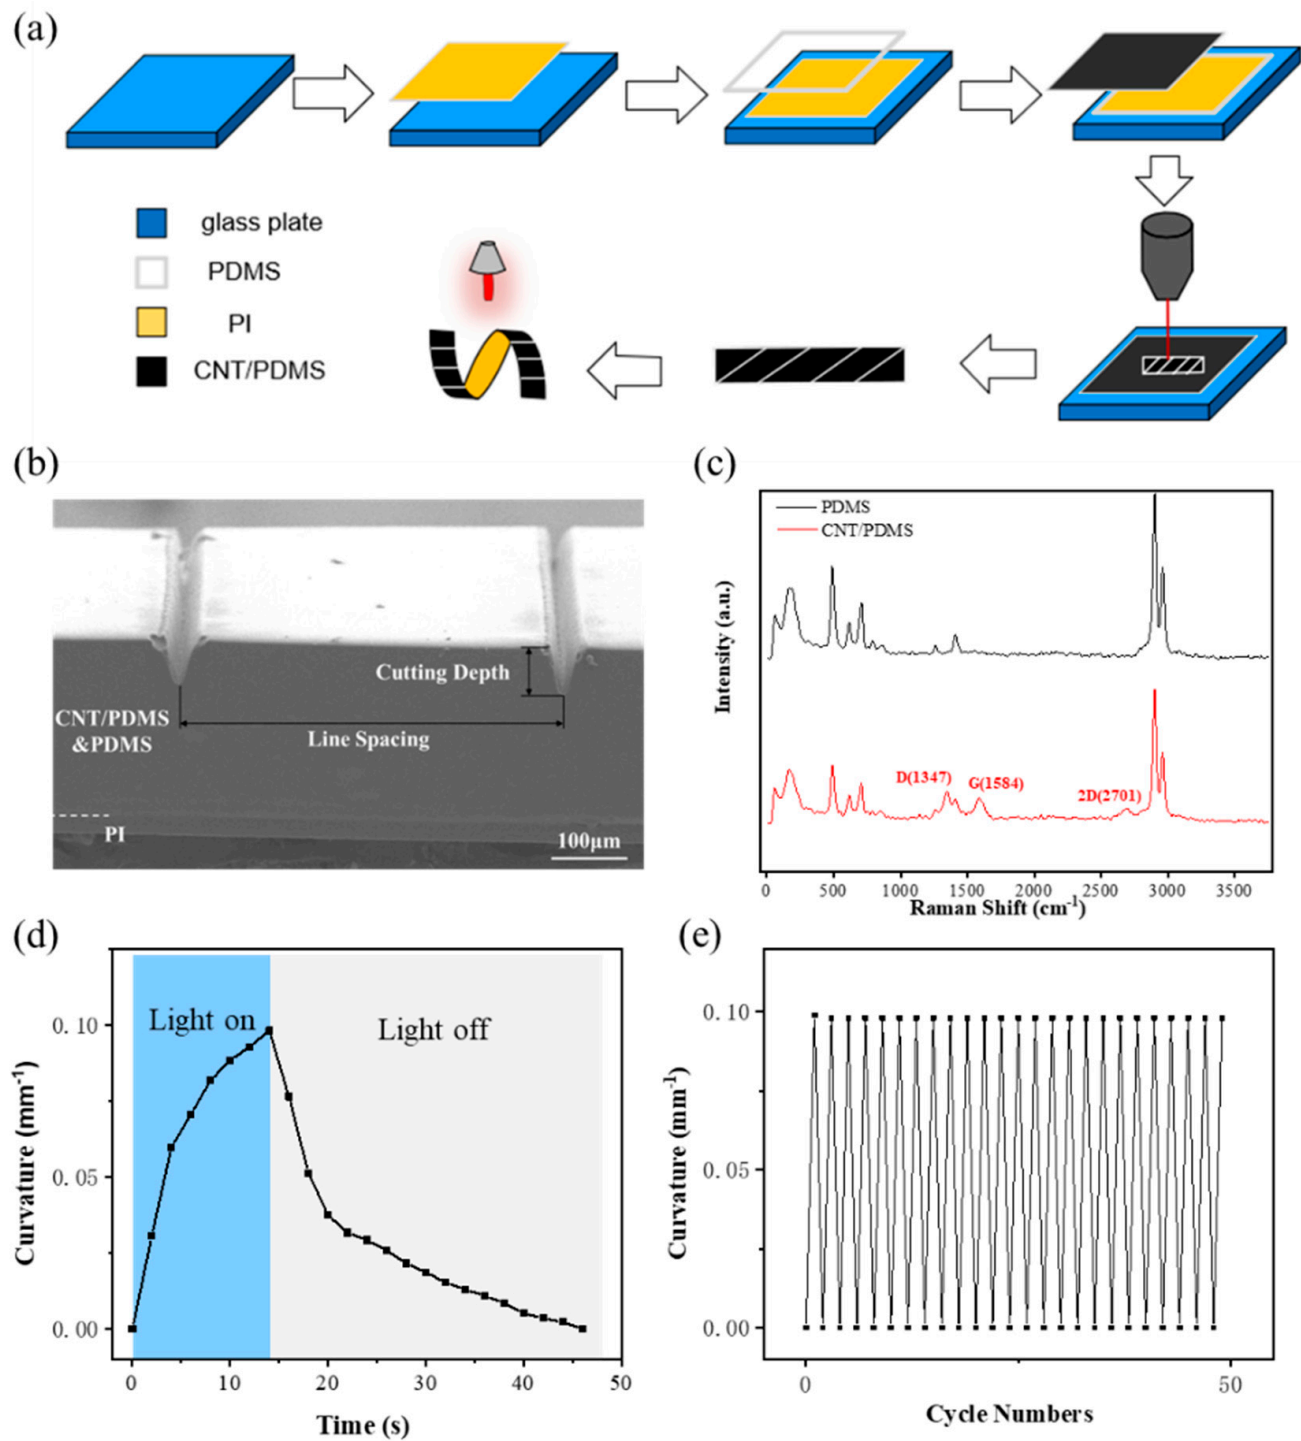 (a)
glass plate
PDMS
PI
CNT/PDMS
(b)
Cutting Depth
CNT/PDMS
&PDMS
Line Spacing
PI
100μm
(c)
PDMS
CNT/PDMS
Intensity (a.u.)
D(1347)
G(1584)
2D(2701)
0 500 1000 1500 2000 2500 3000 3500
Raman Shift (cm⁻¹)
(d)
Light on
Light off
Curvature (mm⁻¹)
0.10
0.05
0.00
0 10 20 30 40 50
Time (s)
(e)
Curvature (mm⁻¹)
0.10
0.05
0.00
0 50
Cycle Numbers